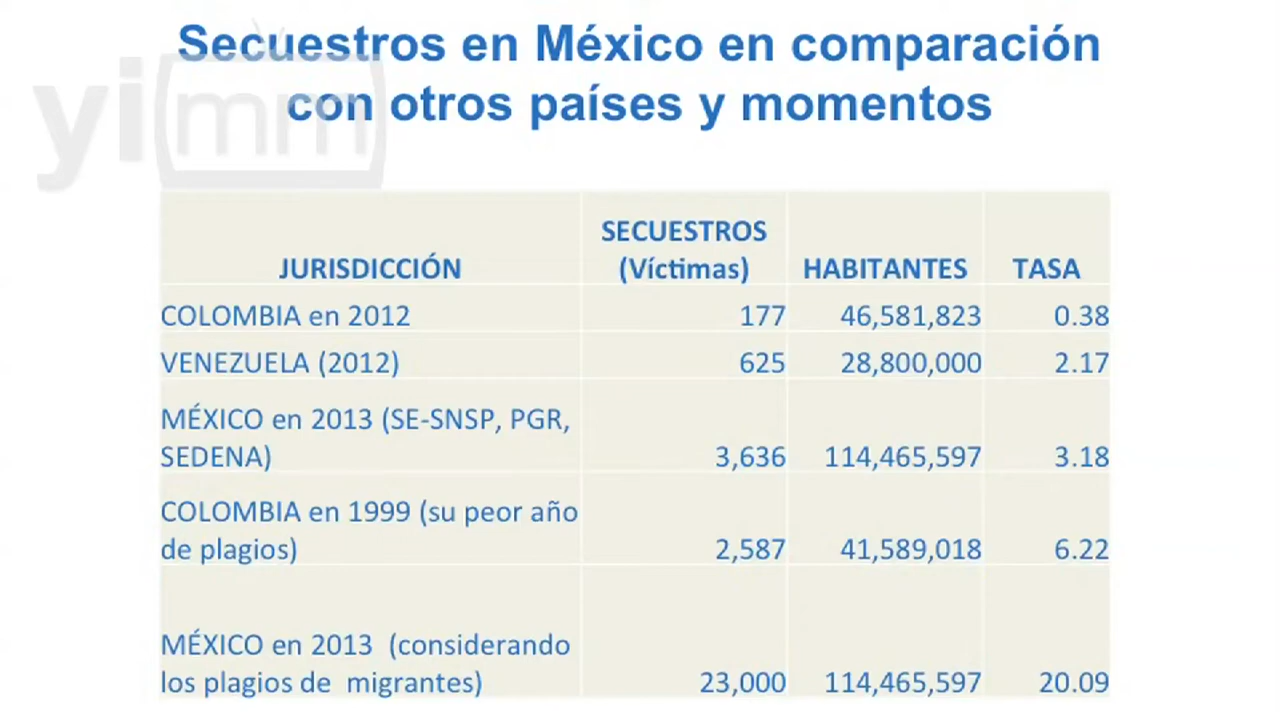 Secuestros en México en comparación
con otros países y momentos
yimm
JURISDICCIÓN SECUESTROS (Víctimas) HABITANTES TASA
COLOMBIA en 2012 177 46,581,823 0.38
VENEZUELA (2012) 625 28,800,000 2.17
MÉXICO en 2013 (SE-SNSP, PGR,
SEDENA) 3,636 114,465,597 3.18
COLOMBIA en 1999 (su peor año
de plagios) 2,587 41,589,018 6.22
MÉXICO en 2013 (considerando
los plagios de migrantes) 23,000 114,465,597 20.09